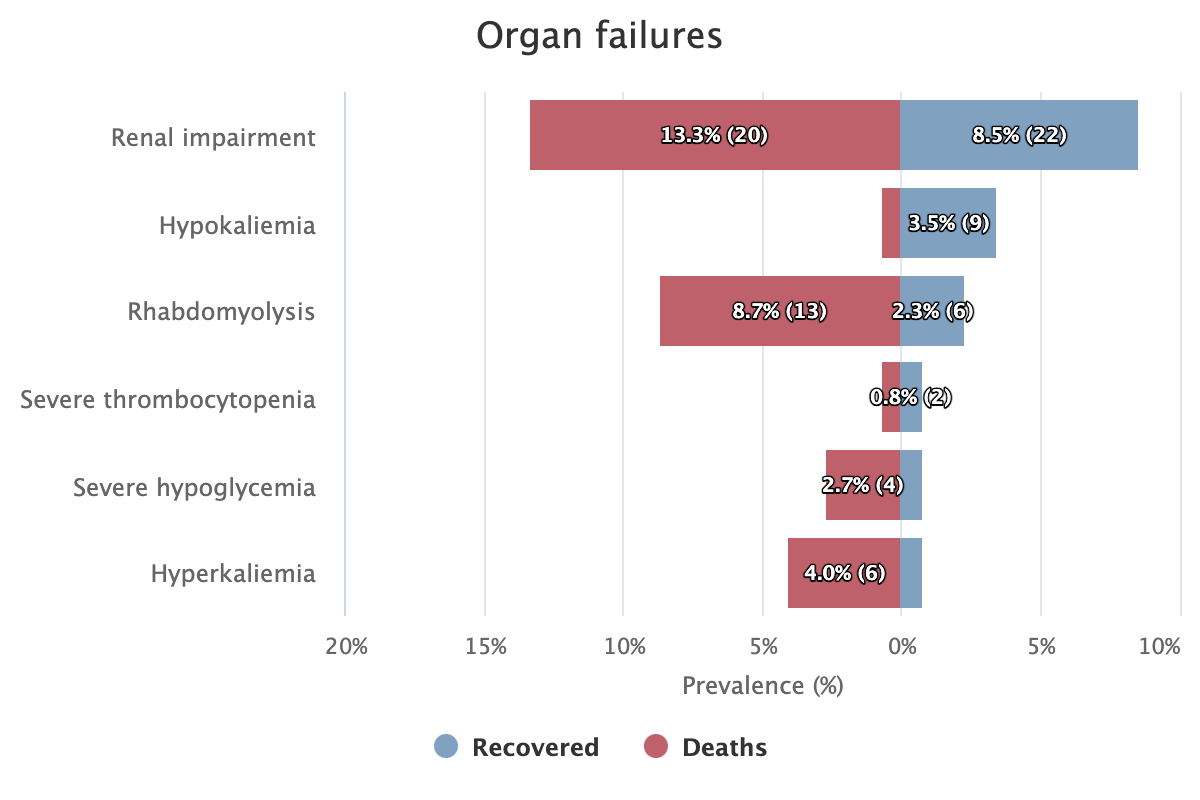 Organ failures
Renal impairment
13.3% (20)
8.5% (22)
Hypokaliemia
3.5% (9)
Rhabdomyolysis
8.7% (13)
2.3% (6)
Severe thrombocytopenia
0.8% (2)
Severe hypoglycemia
2.7% (4)
Hyperkaliemia
4.0% (6)
20% 15% 10% 5% 0% 5% 10%
Prevalence (%)
Recovered Deaths